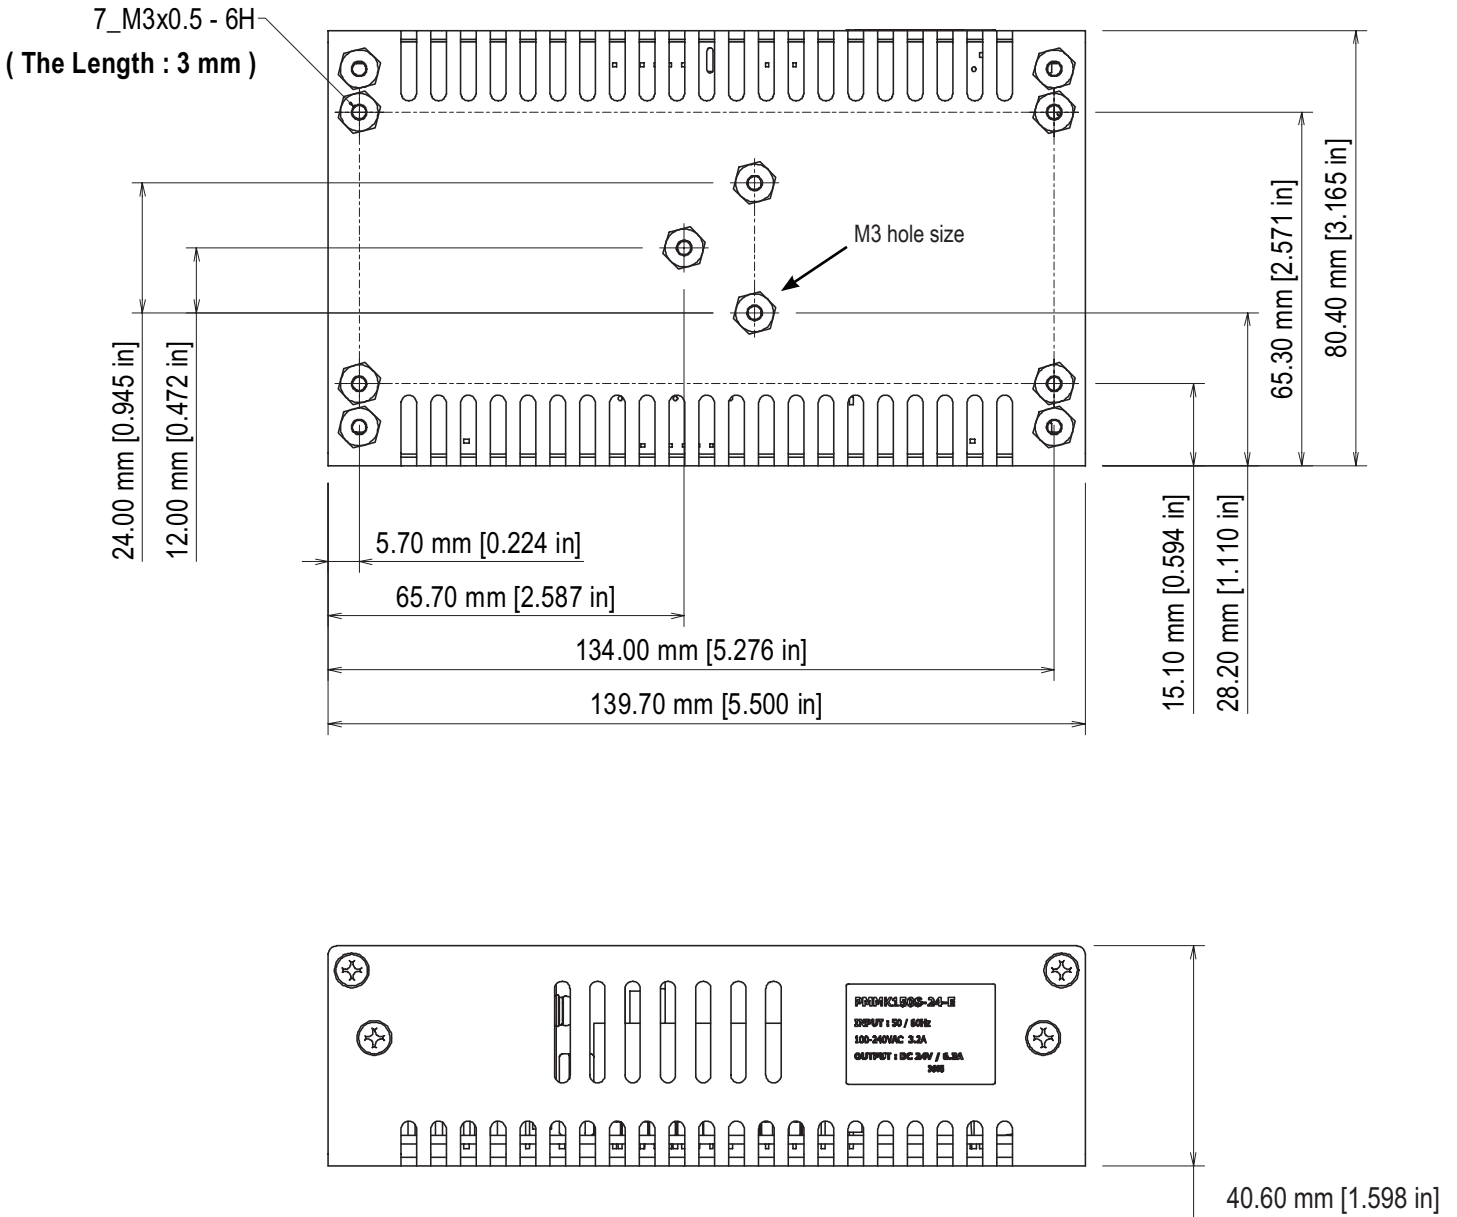 7_M3x0.5 - 6H
( The Length : 3 mm )
M3 hole size
24.00 mm [0.945 in]
12.00 mm [0.472 in]
65.30 mm [2.571 in]
80.40 mm [3.165 in]
5.70 mm [0.224 in]
65.70 mm [2.587 in]
134.00 mm [5.276 in]
139.70 mm [5.500 in]
15.10 mm [0.594 in]
28.20 mm [1.110 in]
INPUT : 50 / 60Hz
100-240VAC 3.2A
OUTPUT : DC 24V /
40.60 mm [1.598 in]